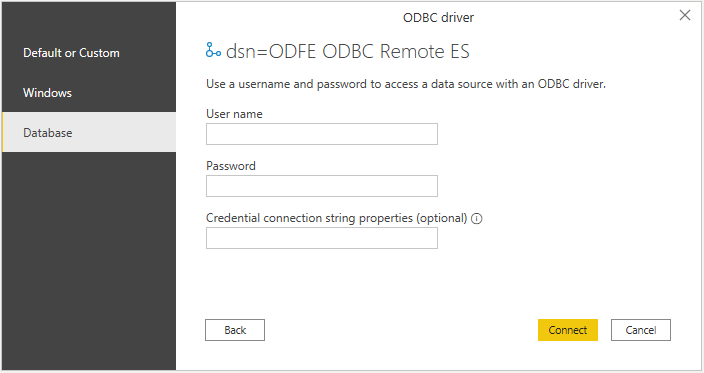 ODBC driver
Default or Custom
Windows
Database
dsn=ODFE ODBC Remote ES
Use a username and password to access a data source with an ODBC driver.
User name
Password
Credential connection string properties (optional)
Back
Connect
Cancel